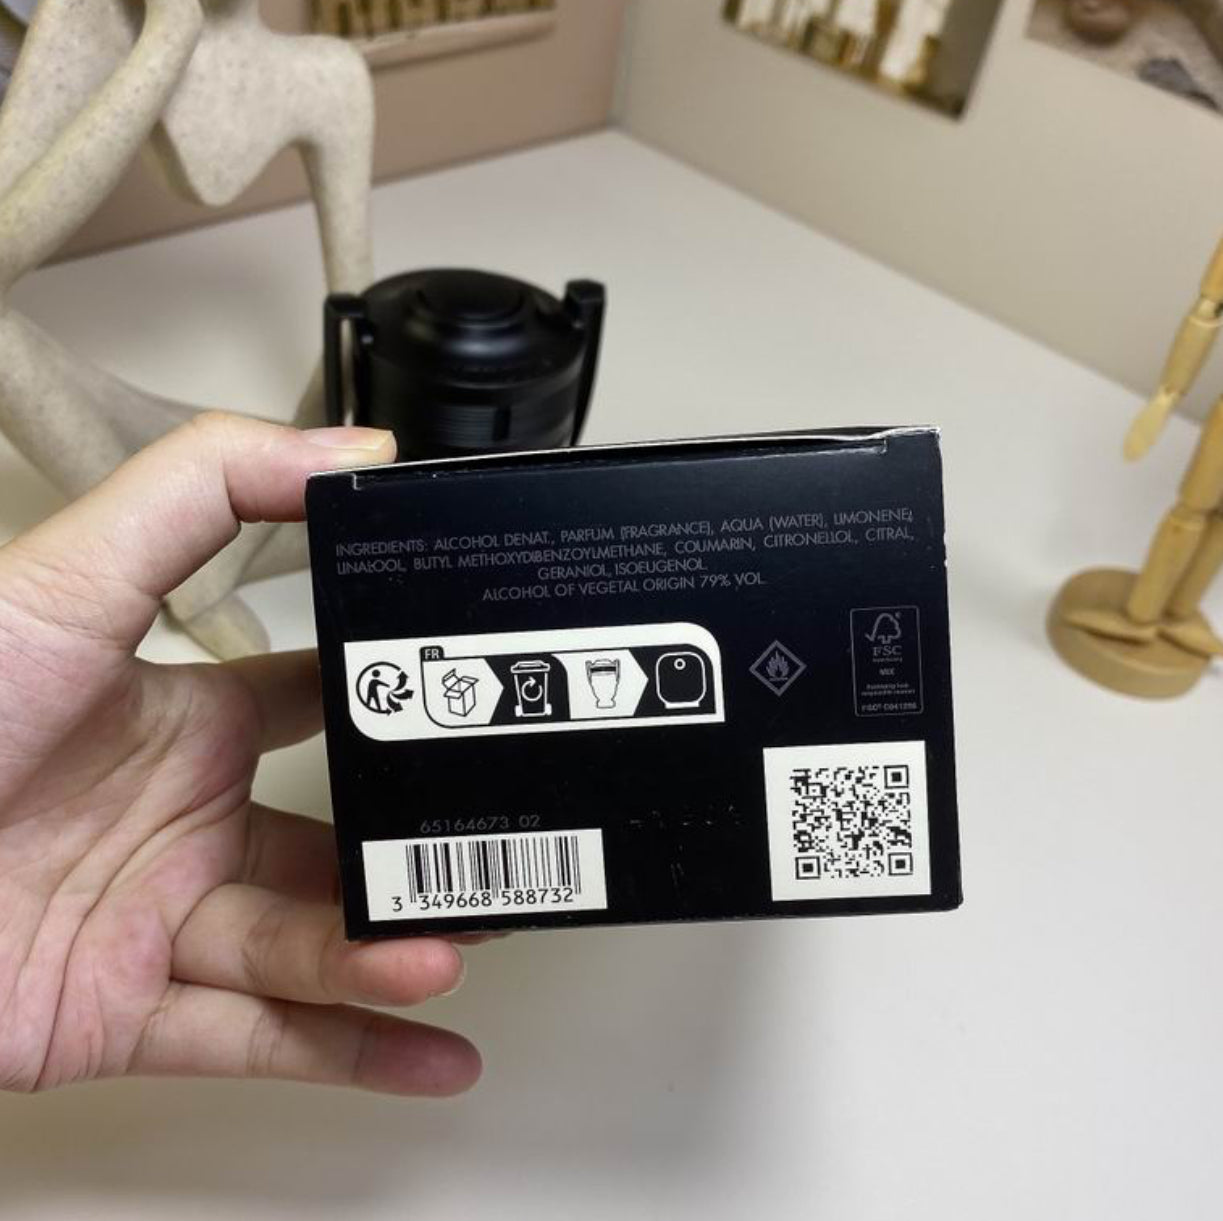 INGREDIENTS: ALCOHOL DENAT., PARFUM (FRAGRANCE), AQUA (WATER), LIMONENE,
LINALOOL, BUTYL METHOXYDIBENZOYLMETHANE, COUMARIN, CITRONELLOL, CITRAL,
GERANIOL, ISOEUGENOL.
ALCOHOL OF VEGETAL ORIGIN 79% VOL.
FR
FSC
MIX
65164673 02
3 349668 588732